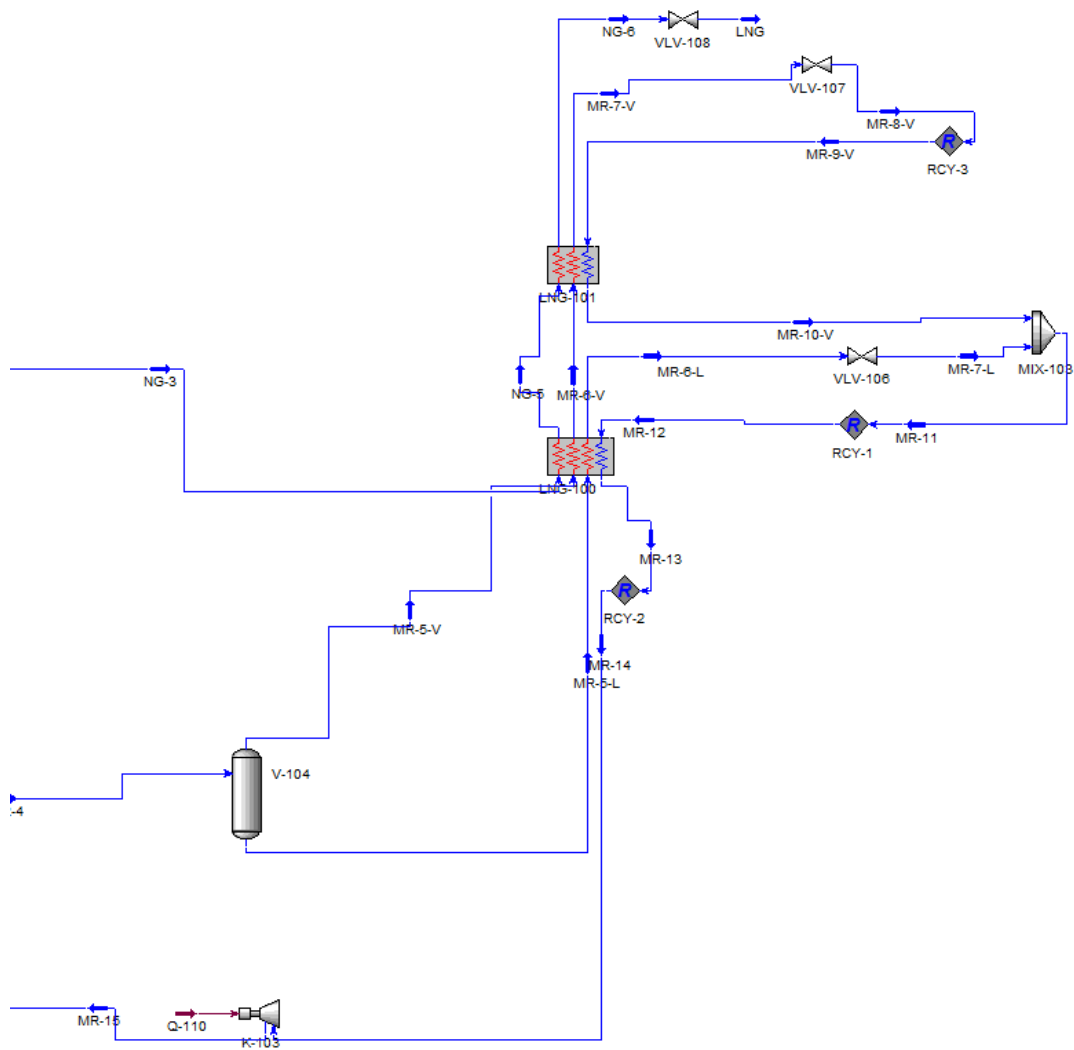 NG-6
VLV-108
LNG
MR-7-V
VLV-107
MR-8-V
MR-9-V
R
RCY-3
LNG-101
MR-10-V
MR-6-L
VLV-106
MR-7-L
MIX-103
NG-3
NG-5
MR-6-V
MR-12
R
RCY-1
MR-11
LNG-100
MR-13
R
RCY-2
MR-5-V
MR-14
MR-5-L
V-104
-4
MR-15
Q-110
K-103